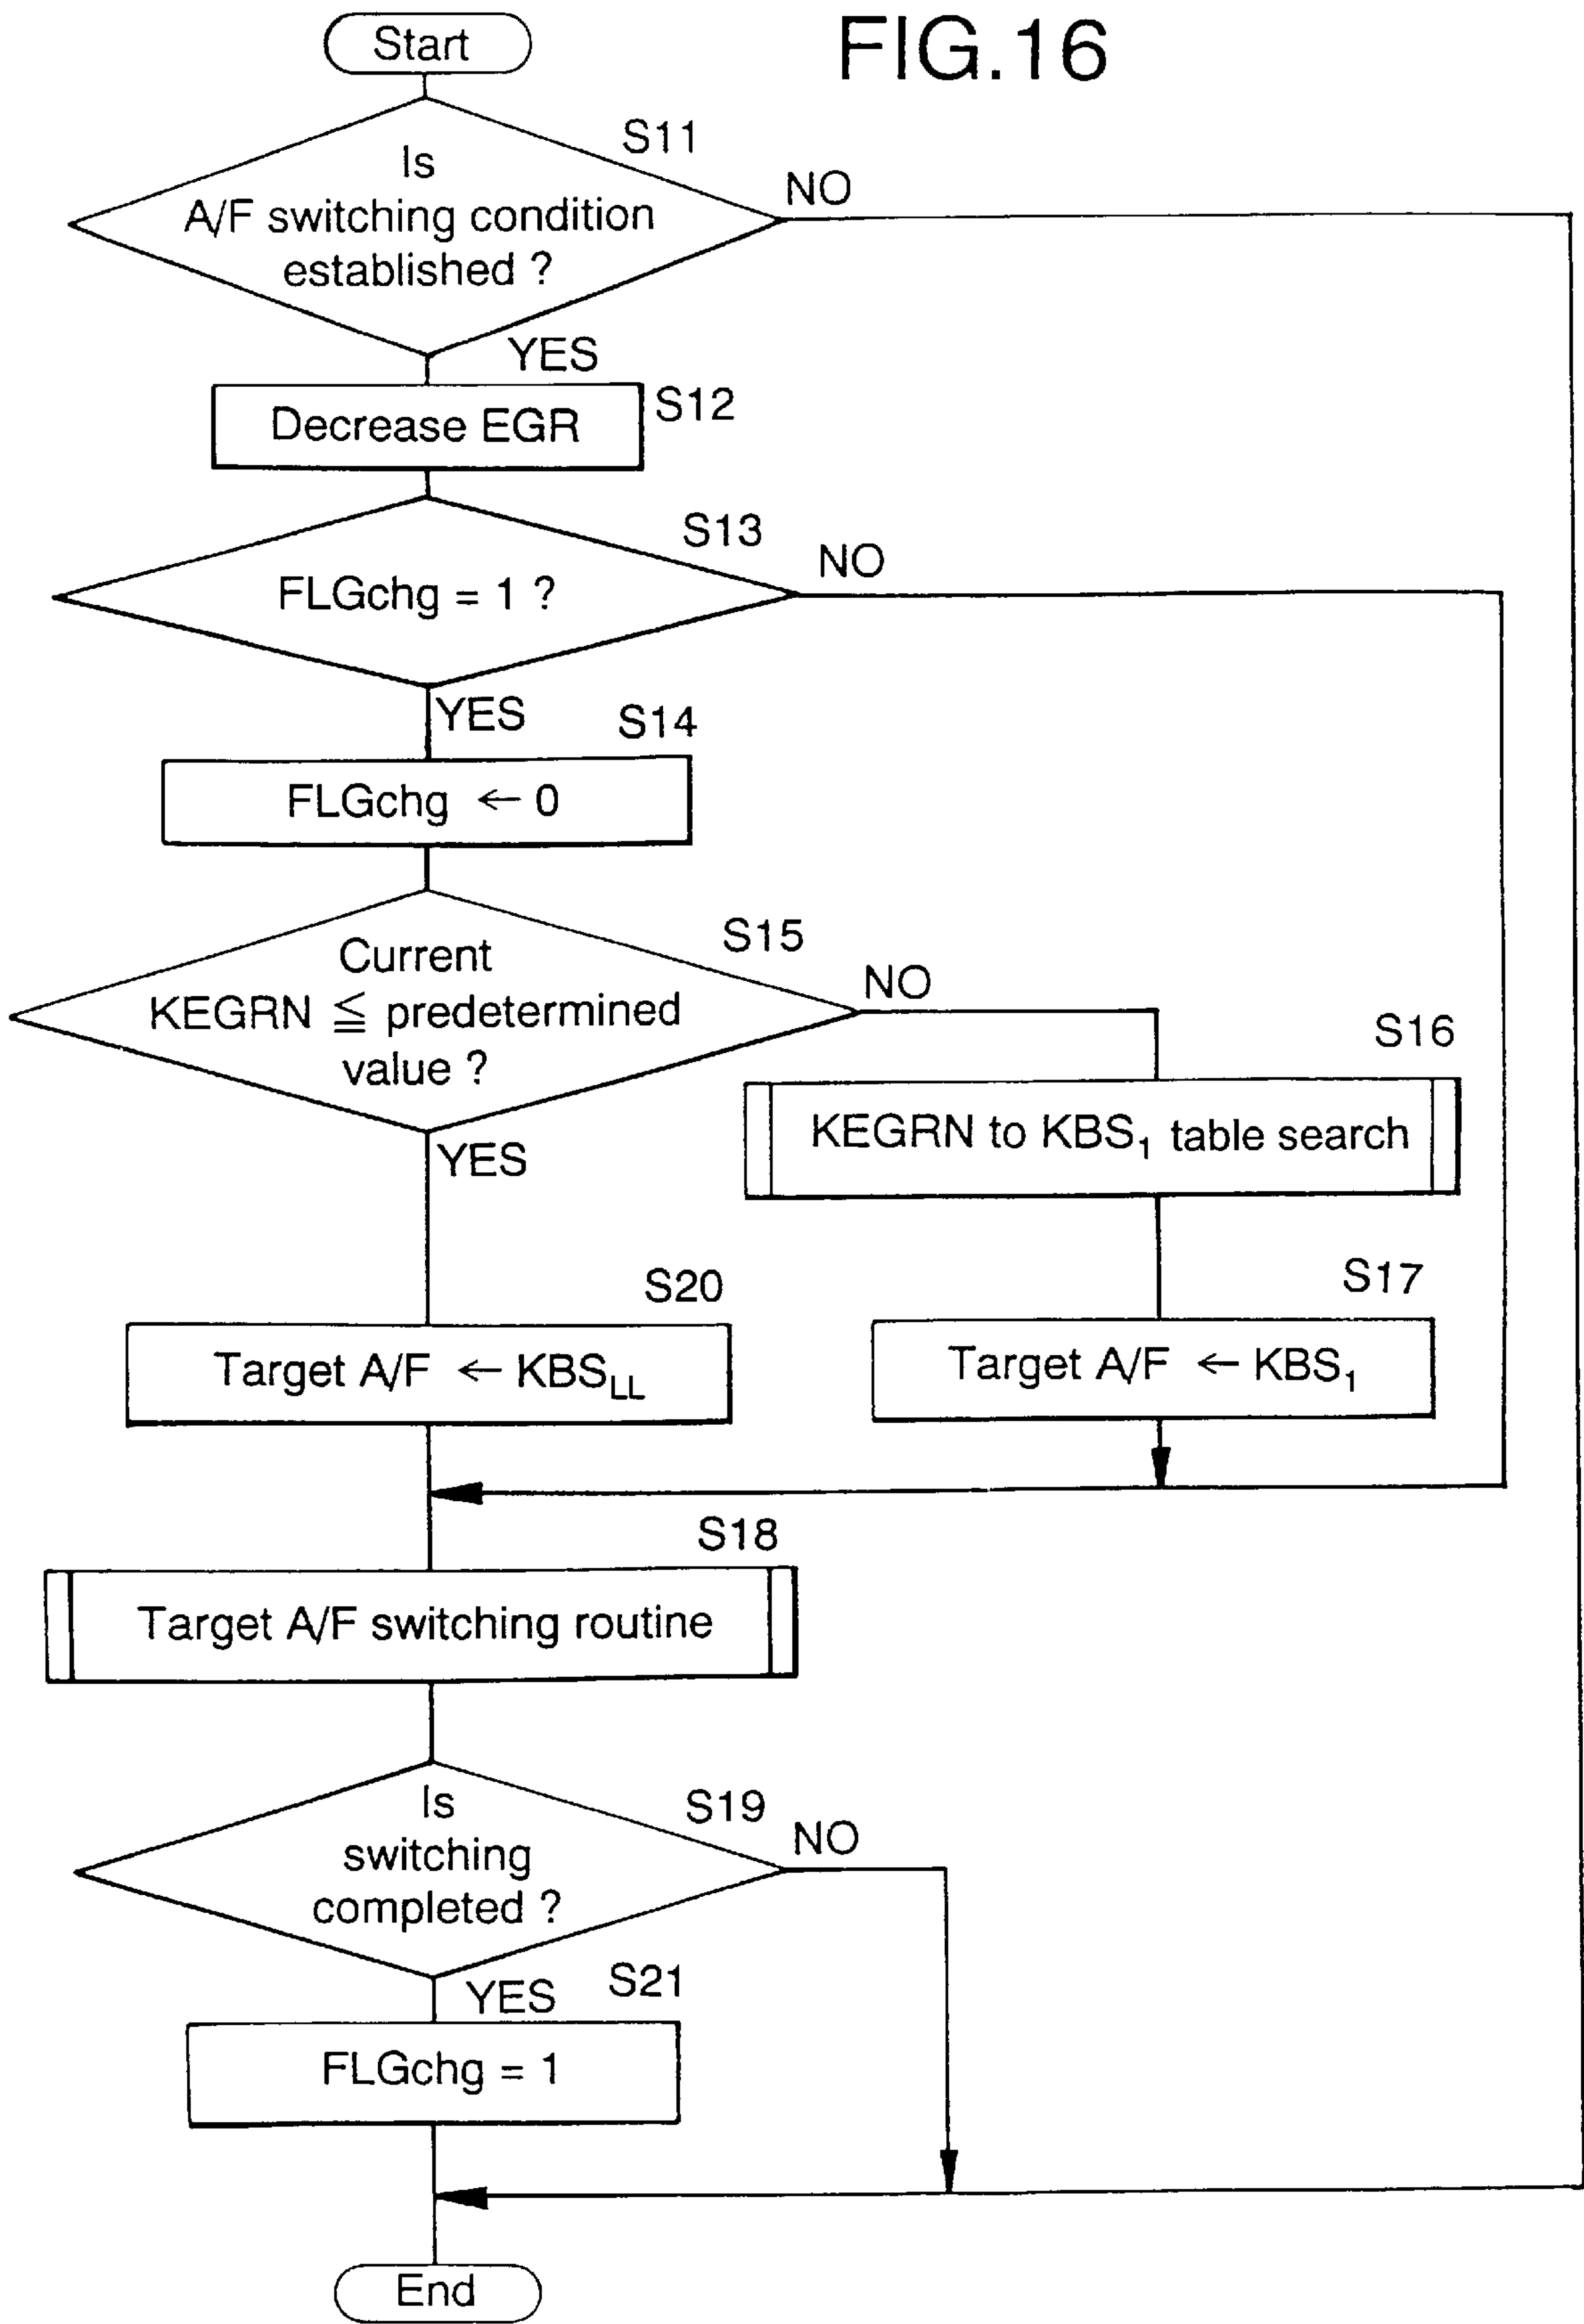 FIG.16
Start
S11
Is
A/F switching condition
established ?
NO
YES
S12
Decrease EGR
S13
FLGchg = 1 ?
NO
YES
S14
FLGchg ← 0
S15
Current
KEGRN ≦ predetermined
value ?
NO
YES
S16
KEGRN to KBS₁ table search
S17
Target A/F ← KBS₁
S20
Target A/F ← KBS_LL
S18
Target A/F switching routine
S19
Is
switching
completed ?
NO
YES
S21
FLGchg = 1
End